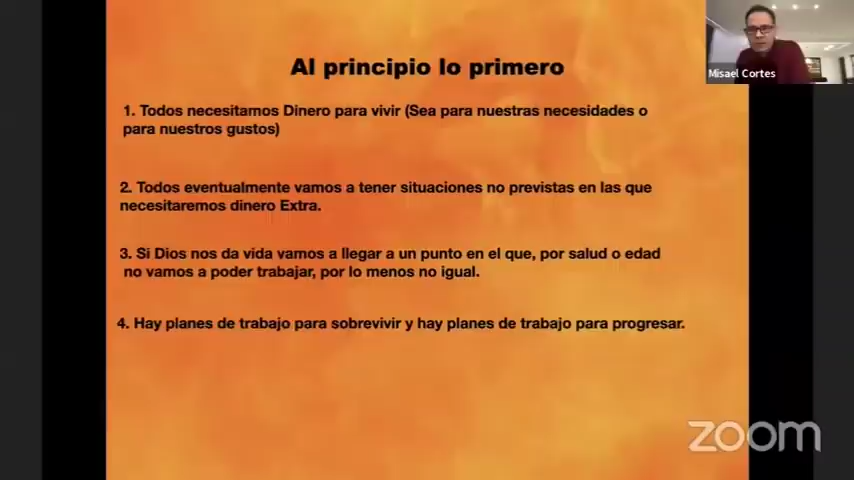 Al principio lo primero
Misael Cortes
1. Todos necesitamos Dinero para vivir (Sea para nuestras necesidades o
para nuestros gustos)
2. Todos eventualmente vamos a tener situaciones no previstas en las que
necesitaremos dinero Extra.
3. Si Dios nos da vida vamos a llegar a un punto en el que, por salud o edad
no vamos a poder trabajar, por lo menos no igual.
4. Hay planes de trabajo para sobrevivir y hay planes de trabajo para progresar.
zoom